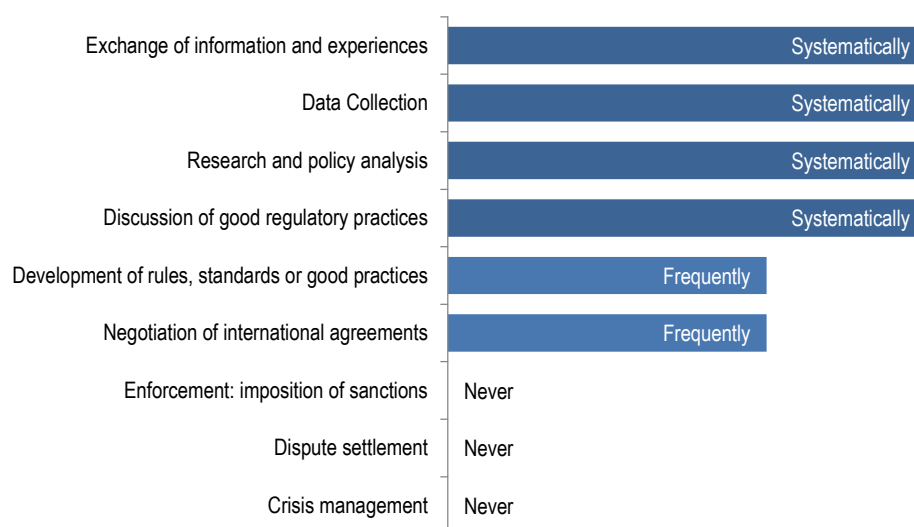 Exchange of information and experiences Systematically
Data Collection Systematically
Research and policy analysis Systematically
Discussion of good regulatory practices Systematically
Development of rules, standards or good practices Frequently
Negotiation of international agreements Frequently
Enforcement: imposition of sanctions Never
Dispute settlement Never
Crisis management Never